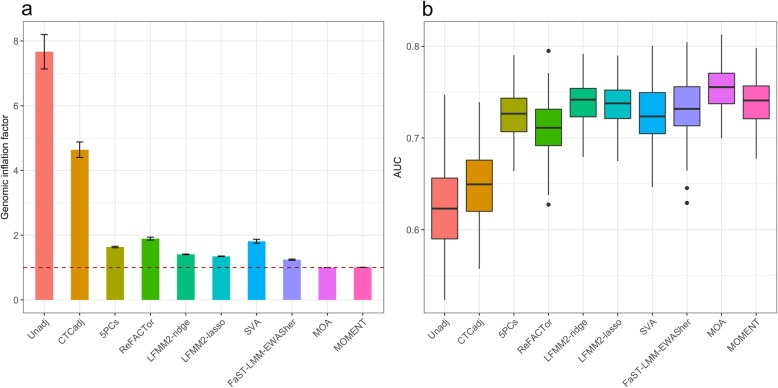 a
Genomic inflation factor
8
6
4
2
0
Unadj
CTCadj
5PCs
ReFACTor
LFMM2-ridge
LFMM2-lasso
SVA
FaST-LMM-EWASher
MOA
MOMENT
b
AUC
0.8
0.7
0.6
Unadj
CTCadj
5PCs
ReFACTor
LFMM2-ridge
LFMM2-lasso
SVA
FaST-LMM-EWASher
MOA
MOMENT